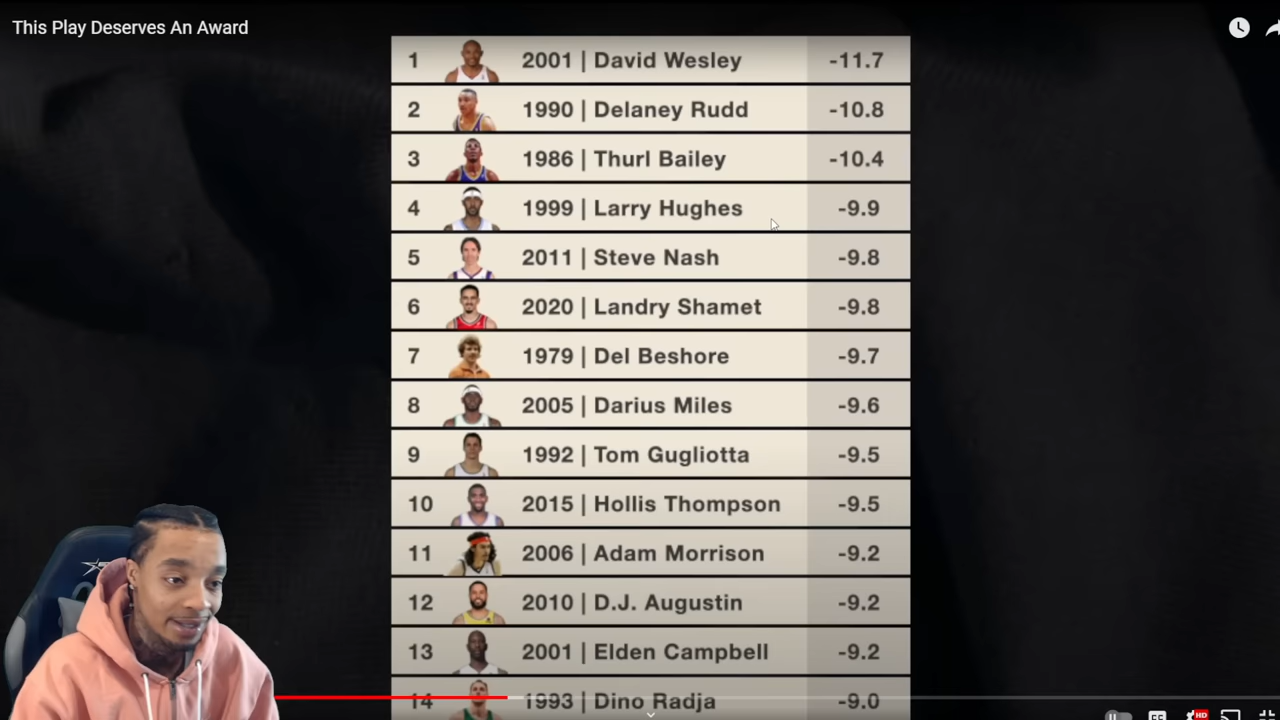 This Play Deserves An Award
1 2001 | David Wesley -11.7
2 1990 | Delaney Rudd -10.8
3 1986 | Thurl Bailey -10.4
4 1999 | Larry Hughes -9.9
5 2011 | Steve Nash -9.8
6 2020 | Landry Shamet -9.8
7 1979 | Del Beshore -9.7
8 2005 | Darius Miles -9.6
9 1992 | Tom Gugliotta -9.5
10 2015 | Hollis Thompson -9.5
11 2006 | Adam Morrison -9.2
12 2010 | D.J. Augustin -9.2
13 2001 | Elden Campbell -9.2
14 1993 | Dino Radja -9.0
HD